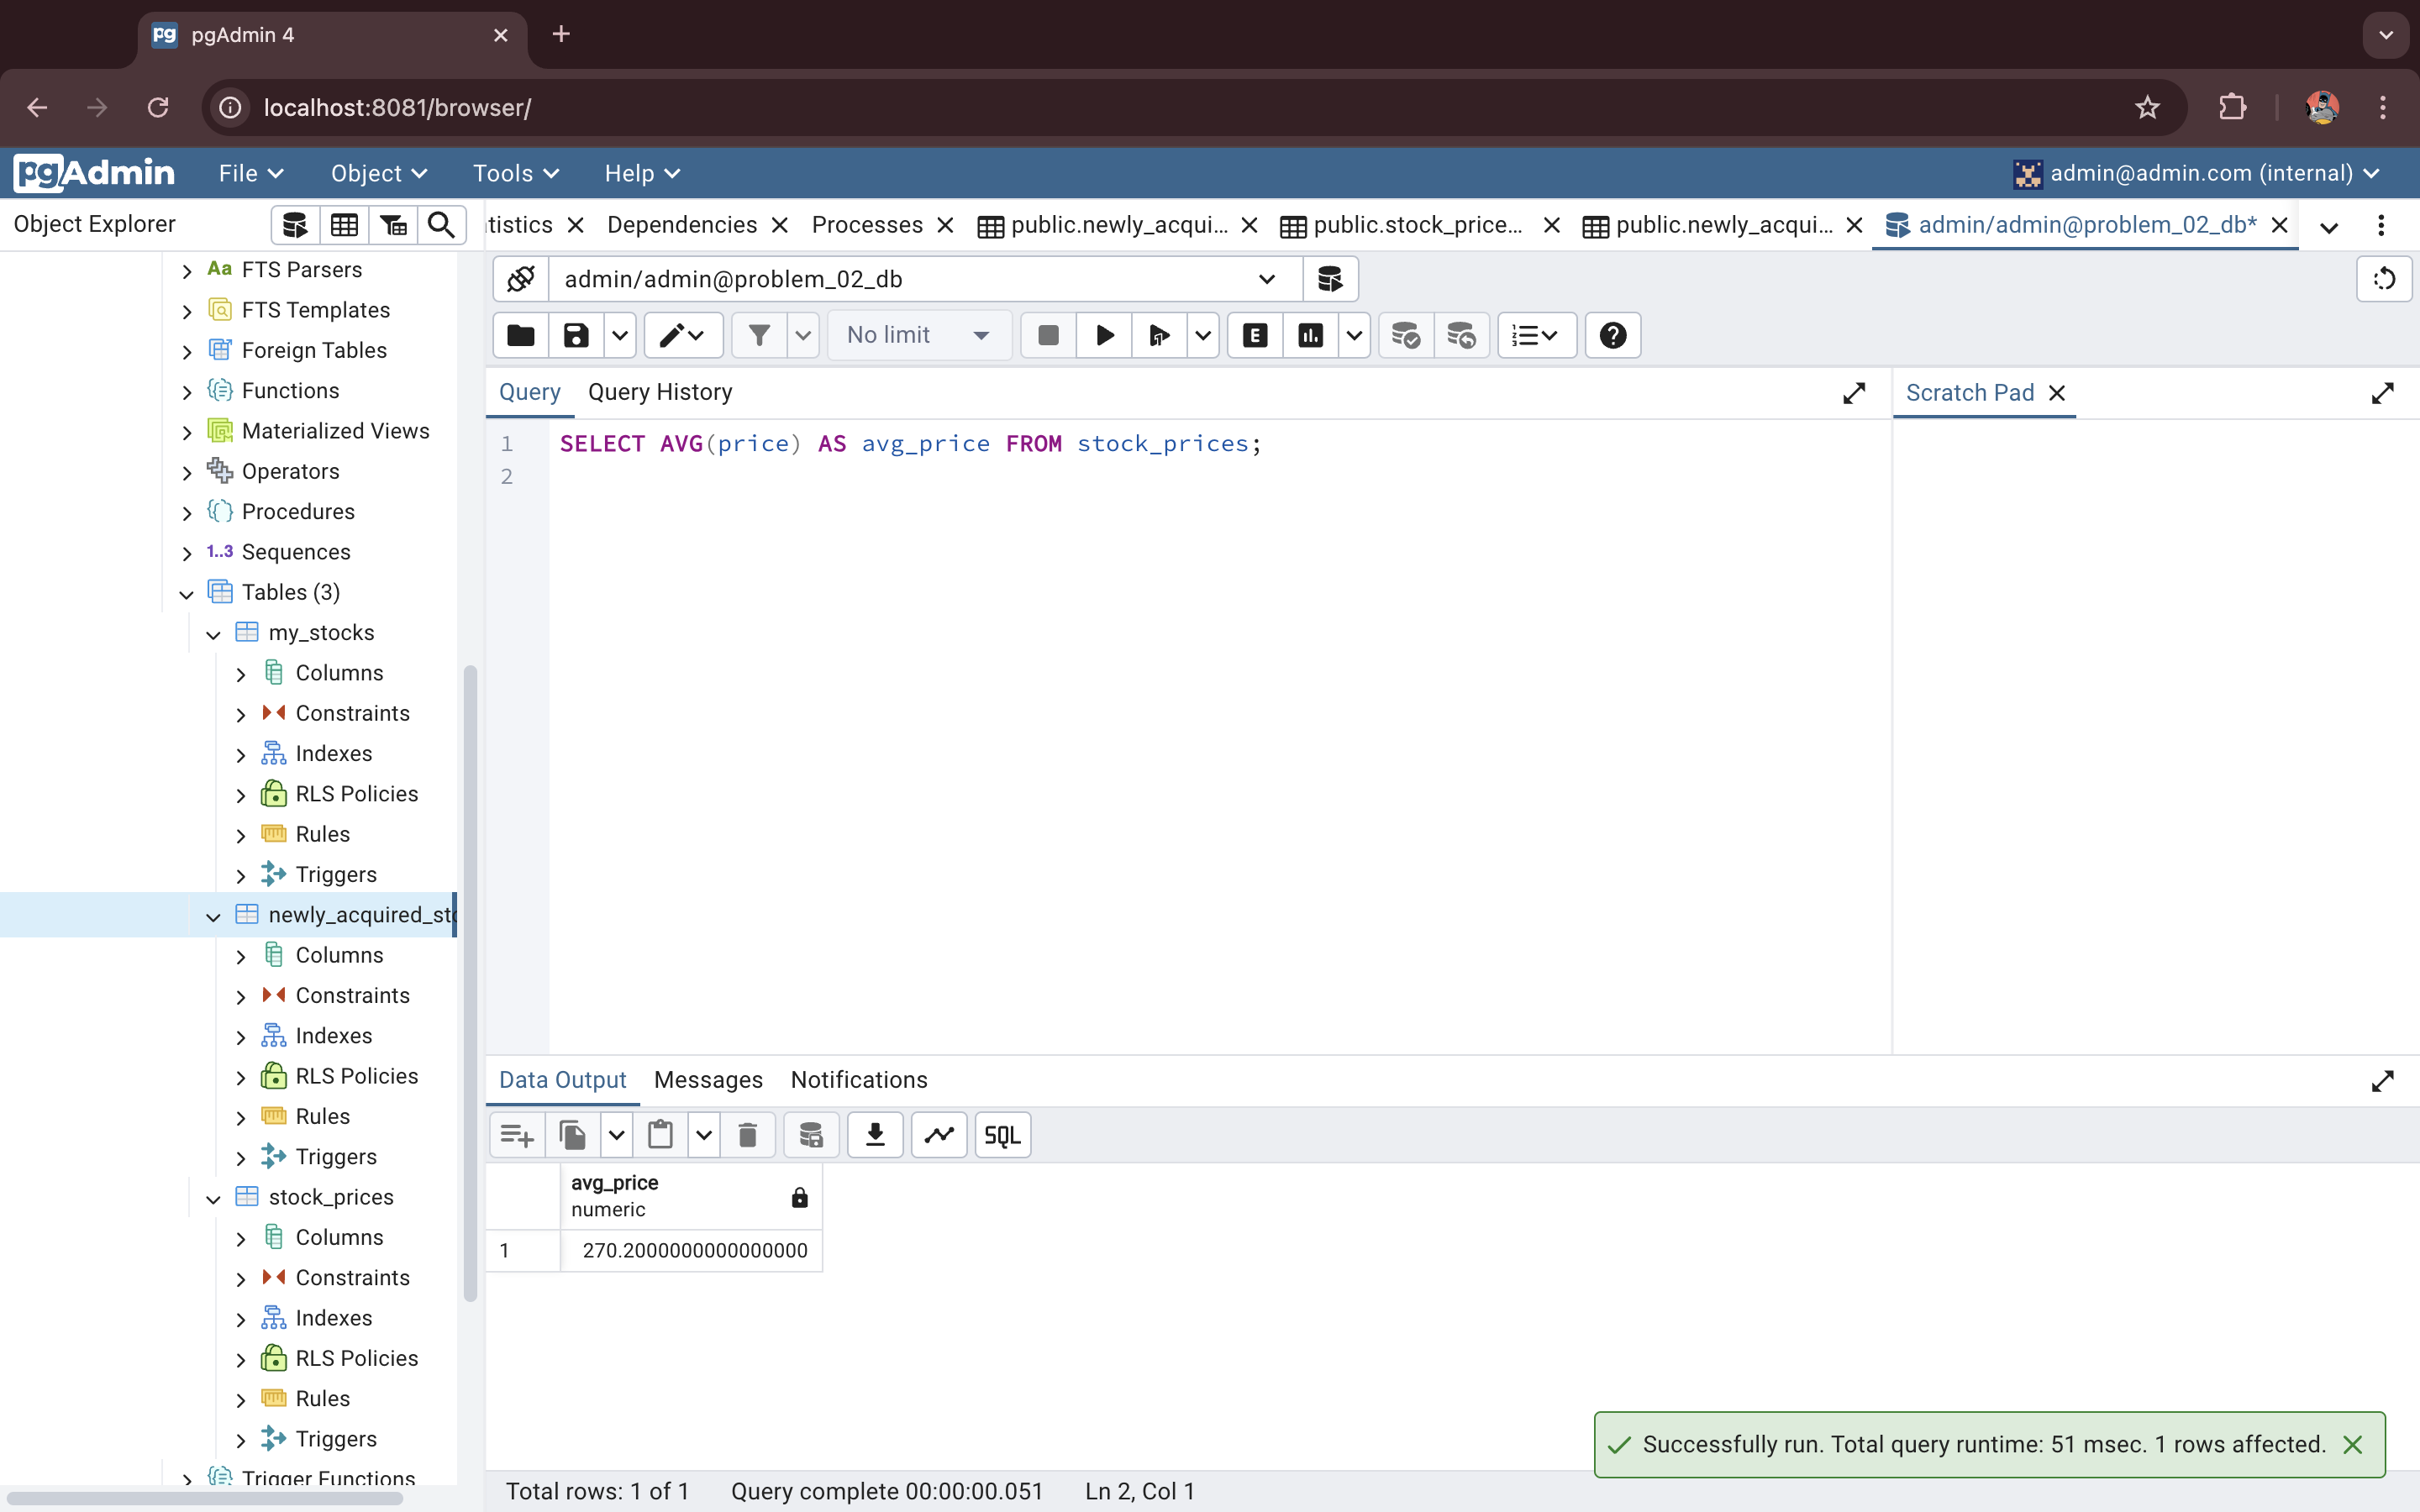 pgAdmin 4
localhost:8081/browser/
pgAdmin File Object Tools Help admin@admin.com (internal)
Object Explorer
tistics Dependencies Processes public.newly_acqui... public.stock_price... public.newly_acqui... admin/admin@problem_02_db*
admin/admin@problem_02_db
No limit
E
Query Query History Scratch Pad
1 SELECT AVG(price) AS avg_price FROM stock_prices;
2
Aa FTS Parsers
FTS Templates
Foreign Tables
Functions
Materialized Views
Operators
Procedures
1..3 Sequences
Tables (3)
my_stocks
Columns
Constraints
Indexes
RLS Policies
Rules
Triggers
newly_acquired_sto
Columns
Constraints
Indexes
RLS Policies
Rules
Triggers
stock_prices
Columns
Constraints
Indexes
RLS Policies
Rules
Triggers
Trigger Functions
Data Output Messages Notifications
SQL
avg_price
numeric
1 270.2000000000000000
Successfully run. Total query runtime: 51 msec. 1 rows affected.
Total rows: 1 of 1 Query complete 00:00:00.051 Ln 2, Col 1